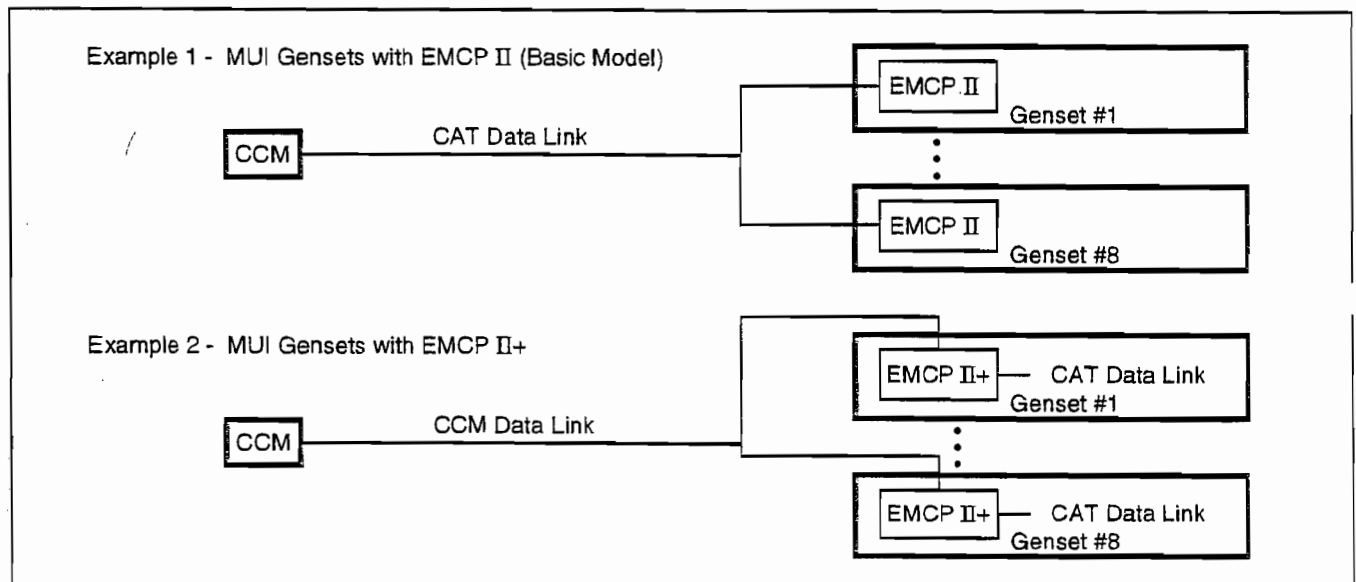 Example 1 - MUI Gensets with EMCP II (Basic Model)
EMCP II
Genset #1
CCM
CAT Data Link
EMCP II
Genset #8
Example 2 - MUI Gensets with EMCP II+
EMCP II+
CAT Data Link
Genset #1
CCM
CCM Data Link
EMCP II+
CAT Data Link
Genset #8